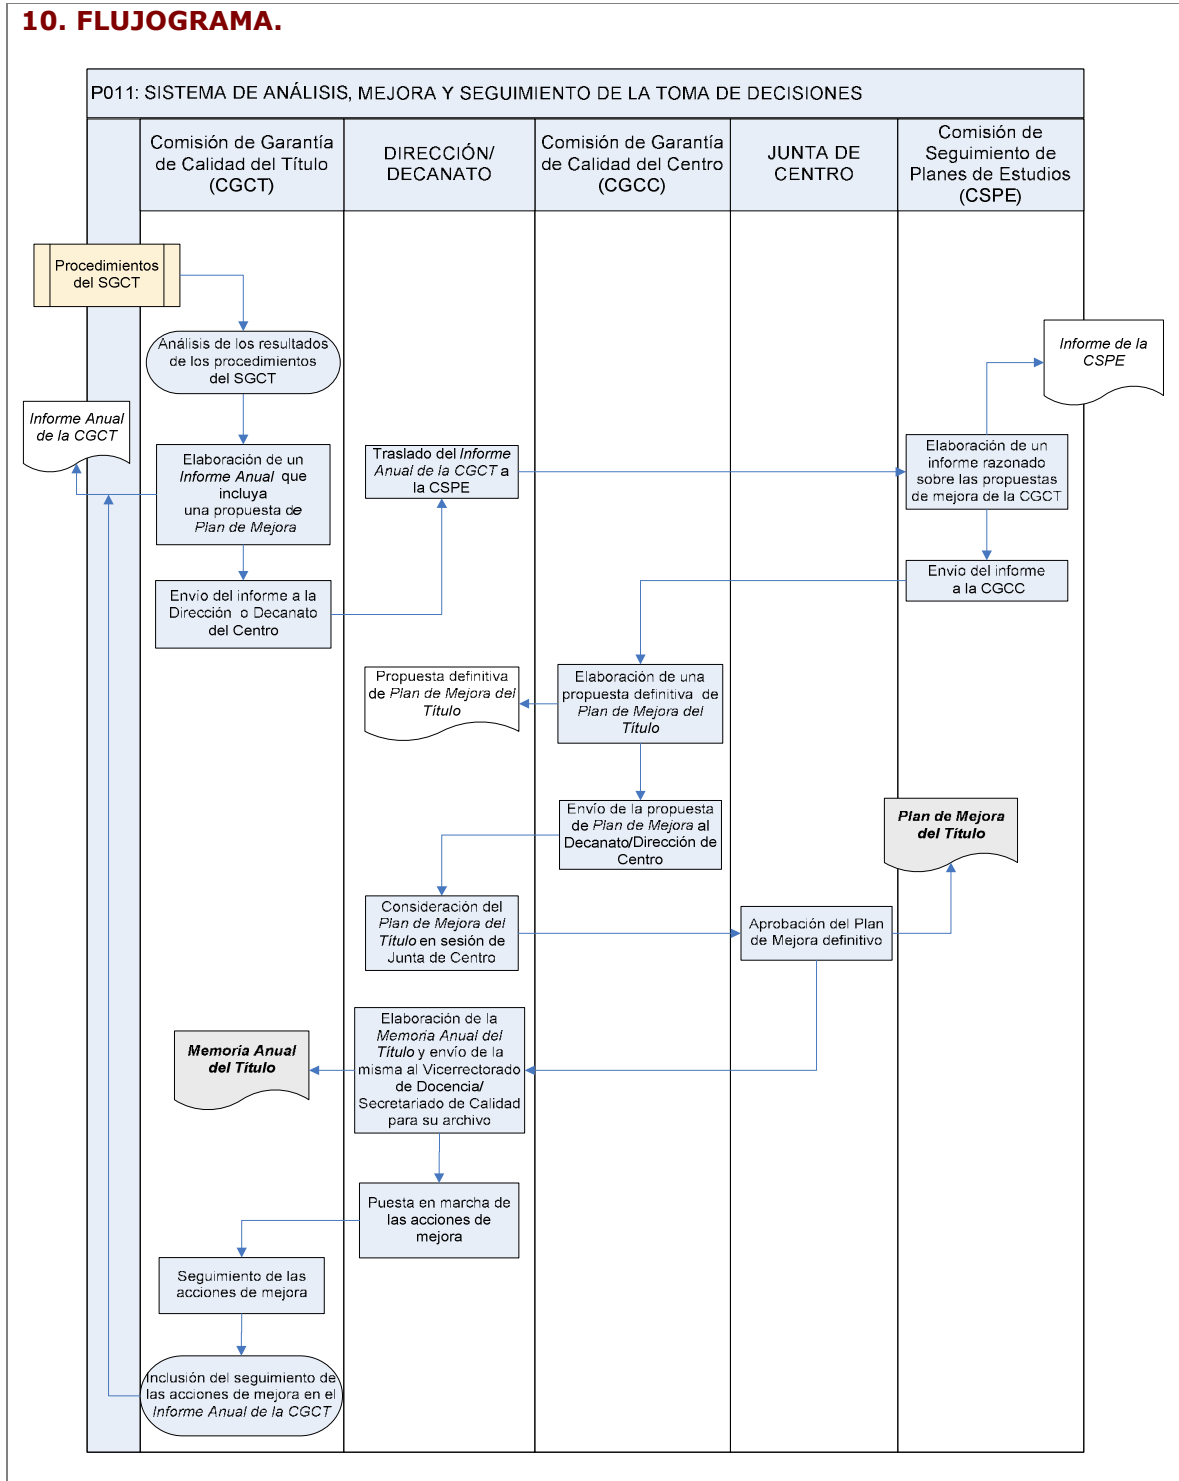 10. FLUJOGRAMA.
P011: SISTEMA DE ANÁLISIS, MEJORA Y SEGUIMIENTO DE LA TOMA DE DECISIONES
Comisión de Garantía
de Calidad del Título
(CGCT)
DIRECCIÓN/
DECANATO
Comisión de Garantía
de Calidad del Centro
(CGCC)
JUNTA DE
CENTRO
Comisión de
Seguimiento de
Planes de Estudios
(CSPE)
Procedimientos
del SGCT
Análisis de los resultados
de los procedimientos
del SGCT
Informe de la
CSPE
Informe Anual
de la CGCT
Elaboración de un
Informe Anual que
incluya
una propuesta de
Plan de Mejora
Traslado del Informe
Anual de la CGCT a
la CSPE
Elaboración de un
informe razonado
sobre las propuestas
de mejora de la CGCT
Envio del informe a la
Dirección o Decanato
del Centro
Envio del informe
a la CGCC
Propuesta definitiva
de Plan de Mejora del
Título
Elaboración de una
propuesta definitiva de
Plan de Mejora del
Título
Envío de la propuesta
de Plan de Mejora al
Decanato/Dirección de
Centro
Plan de Mejora
del Título
Consideración del
Plan de Mejora del
Título en sesión de
Junta de Centro
Aprobación del Plan
de Mejora definitivo
Memoria Anual
del Título
Elaboración de la
Memoria Anual del
Título y envío de la
misma al Vicerrectorado
de Docencia/
Secretariado de Calidad
para su archivo
Puesta en marcha de
las acciones de
mejora
Seguimiento de las
acciones de mejora
Inclusión del seguimiento de
las acciones de mejora en el
Informe Anual de la CGCT